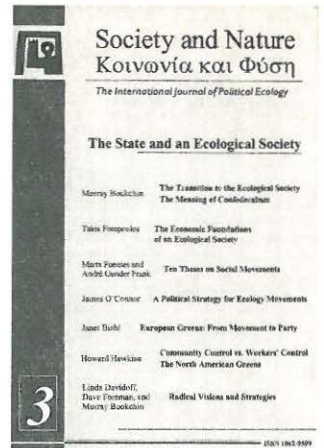 Society and Nature
Κοινωνία και Φύση
The International Journal of Political Ecology
The State and an Ecological Society
Murray Bookchin The Transition to the Ecological Society
The Meaning of Confederalism
Takis Fotopoulos The Economic Foundations
of an Ecological Society
Marta Fuentes and
André Gunder Frank Ten Theses on Social Movements
James O'Connor A Political Strategy for Ecology Movements
Janet Biehl European Greens: From Movement to Party
Howard Hawkins Community Control vs. Workers' Control
The North American Greens
Linda Davidoff,
Dave Foreman, and
Murray Bookchin Radical Visions and Strategies
3
ISSN 1062-9599